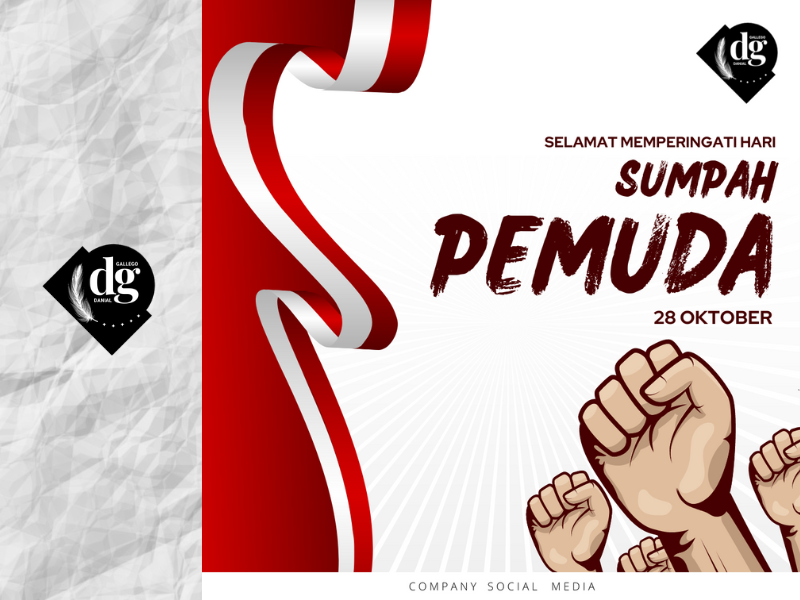 GALLEGO
dg
DANIAL
GALLEGO
dg
DANIAL
SELAMAT MEMPERINGATI HARI
SUMPAH
PEMUDA
28 OKTOBER
COMPANY SOCIAL MEDIA